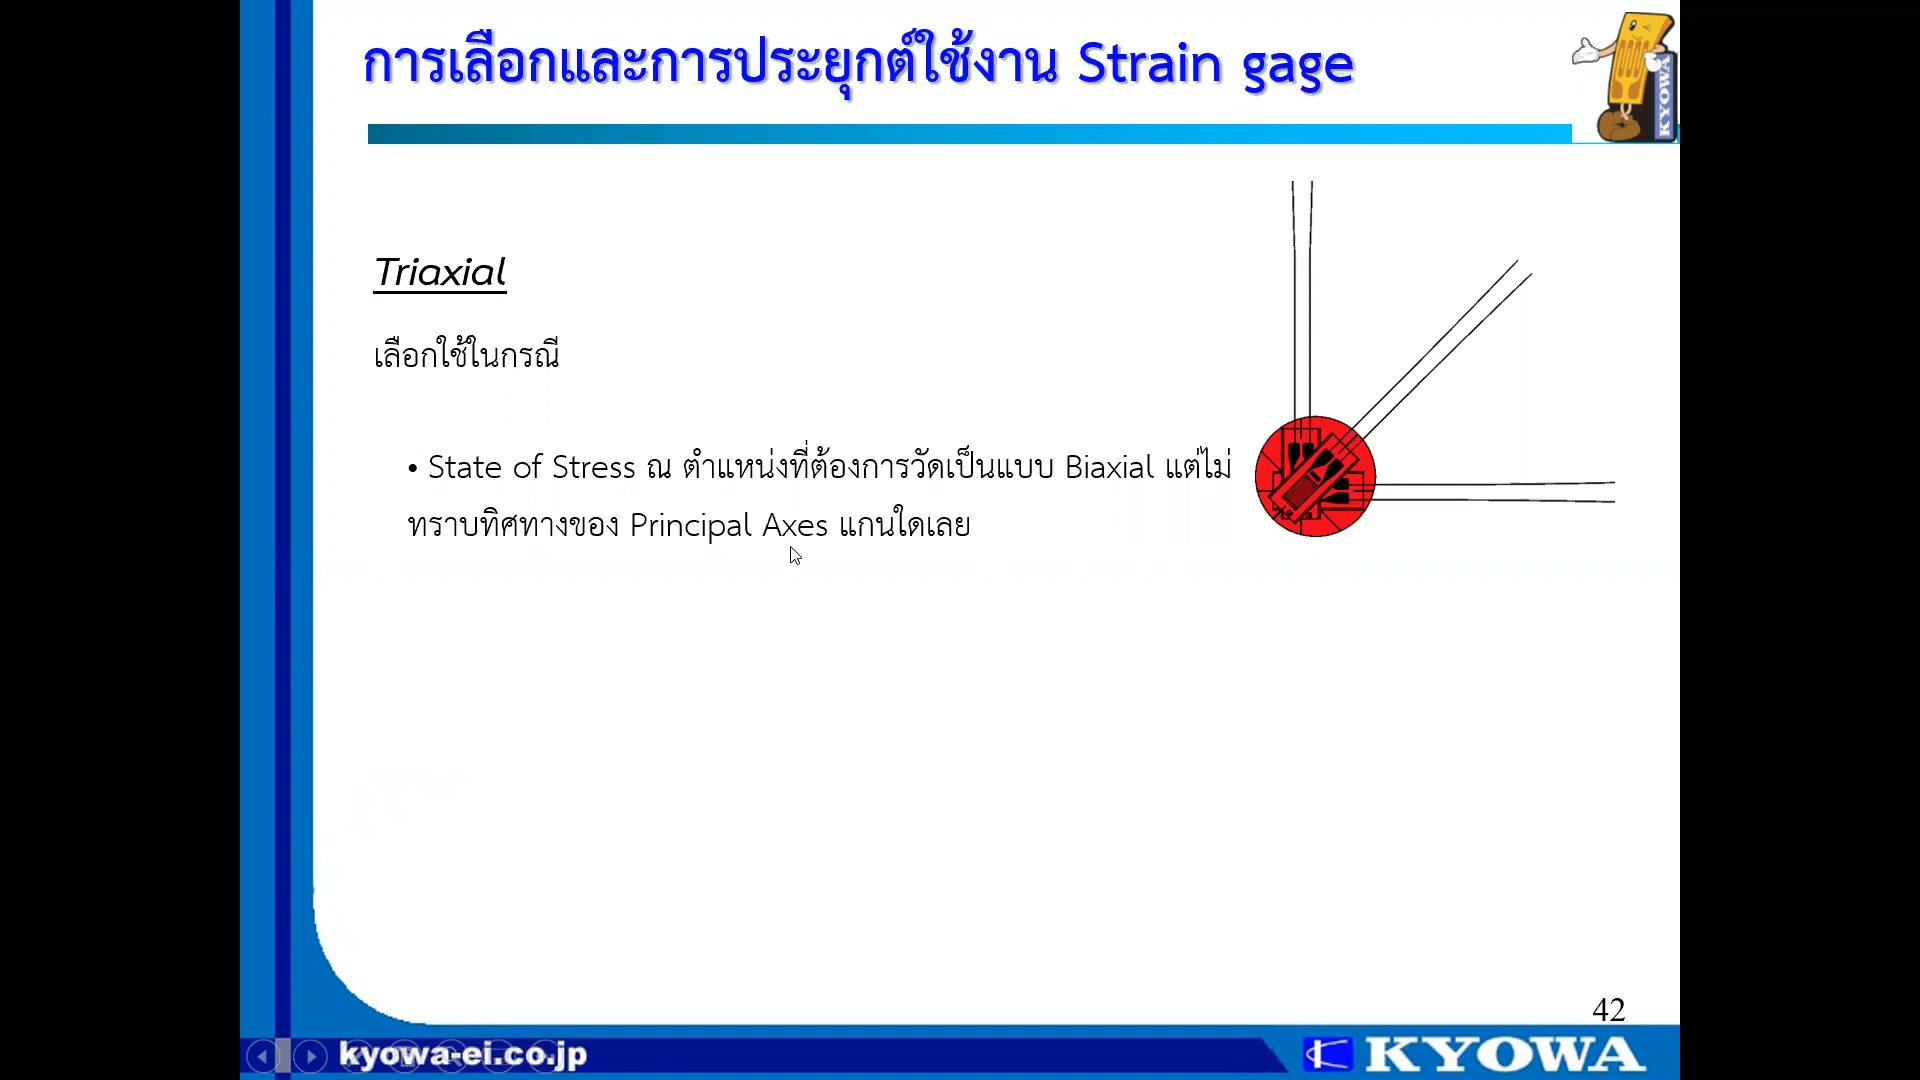 การเลือกและการประยุกต์ใช้งาน Strain gage
KYOWA
Triaxial
เลือกใช้ในกรณี
• State of Stress ณ ตำแหน่งที่ต้องการวัดเป็นแบบ Biaxial แต่ไม่
ทราบทิศทางของ Principal Axes แกนใดเลย
42
kyowa-ei.co.jp
KYOWA